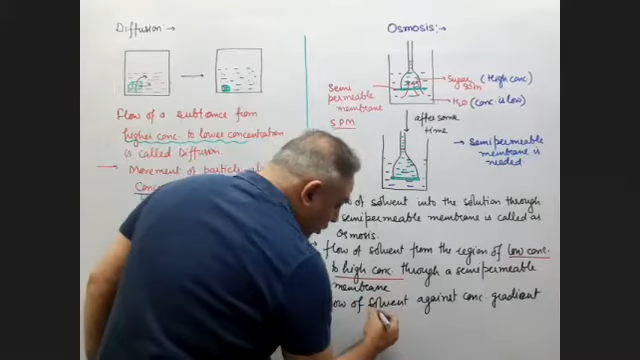 Diffusion
Flow of a substance from
higher conc. to lower concentration
is called Diffusion.
Movement of particle
Conc
Osmosis:-
Sugar soln (High conc)
H₂O (conc. is low)
Semi
permeable
membrane
SPM
after some
time
→ Semipermeable
membrane is
needed.
of solvent into the solution through
semipermeable membrane is called as
Osmosis.
flow of solvent from the region of low conc.
to high conc. through a semipermeable
membrane
of solvent against conc. gradient